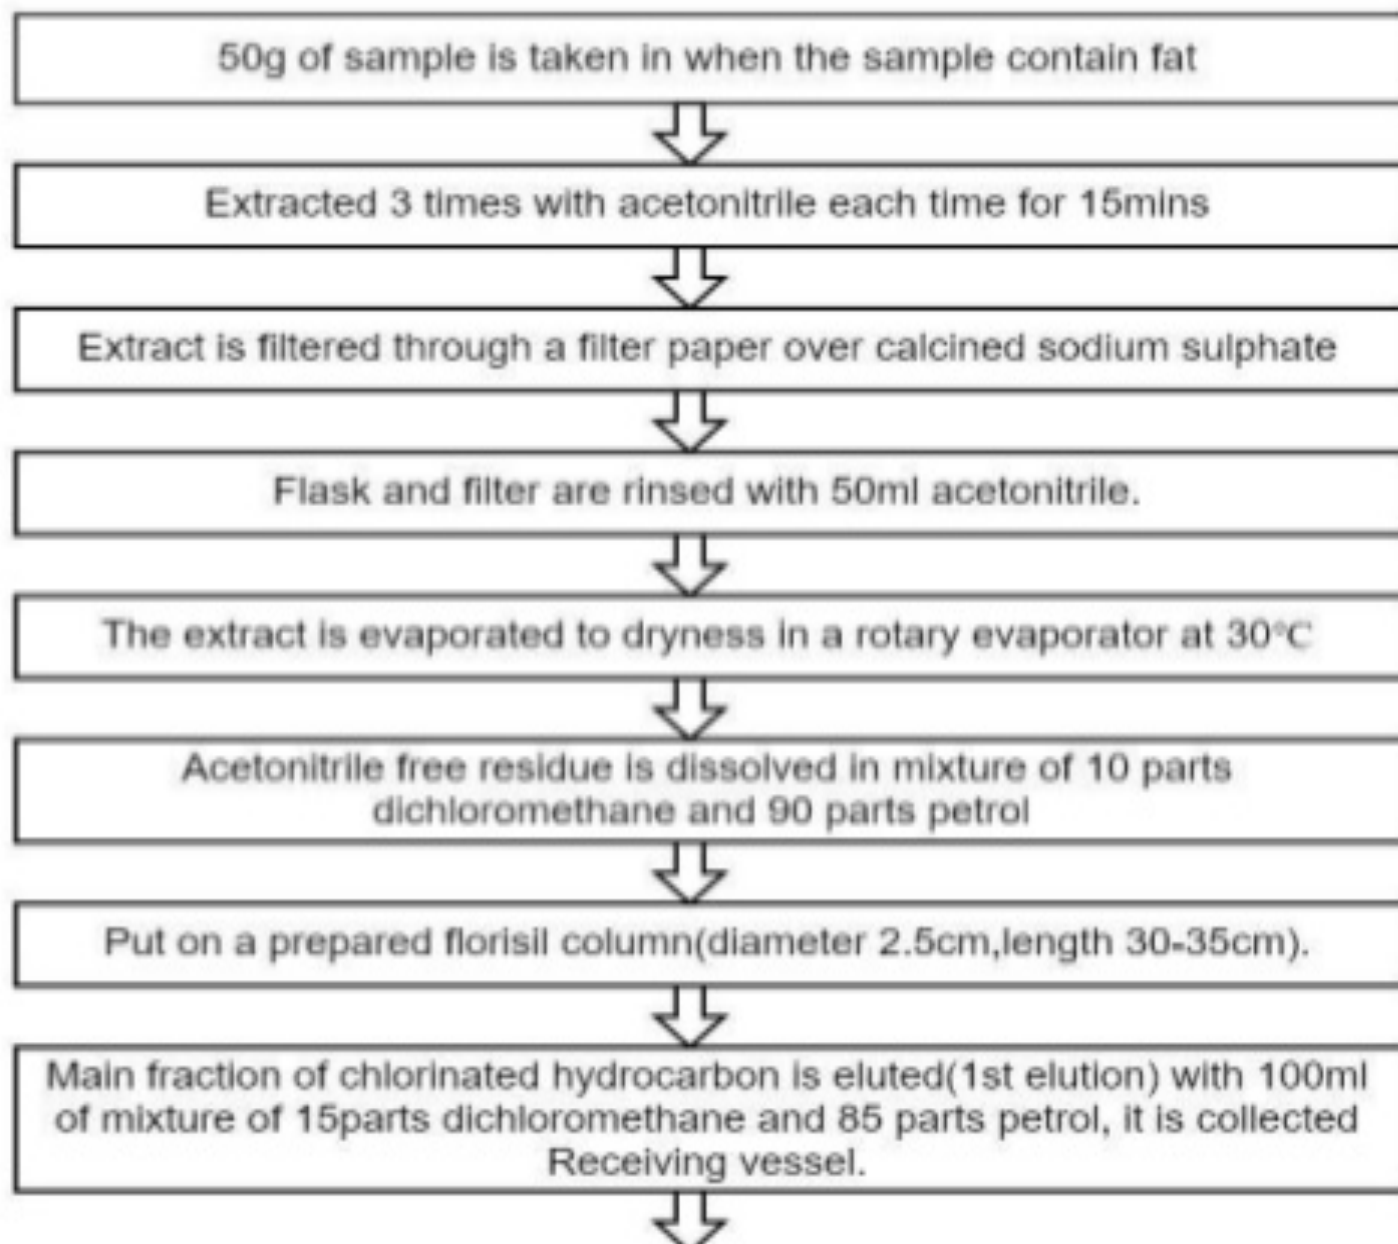 50g of sample is taken in when the sample contain fat
Extracted 3 times with acetonitrile each time for 15mins
Extract is filtered through a filter paper over calcined sodium sulphate
Flask and filter are rinsed with 50ml acetonitrile.
The extract is evaporated to dryness in a rotary evaporator at 30°C
Acetonitrile free residue is dissolved in mixture of 10 parts
dichloromethane and 90 parts petrol
Put on a prepared florisil column(diameter 2.5cm,length 30-35cm).
Main fraction of chlorinated hydrocarbon is eluted(1st elution) with 100ml
of mixture of 15parts dichloromethane and 85 parts petrol, it is collected
Receiving vessel.